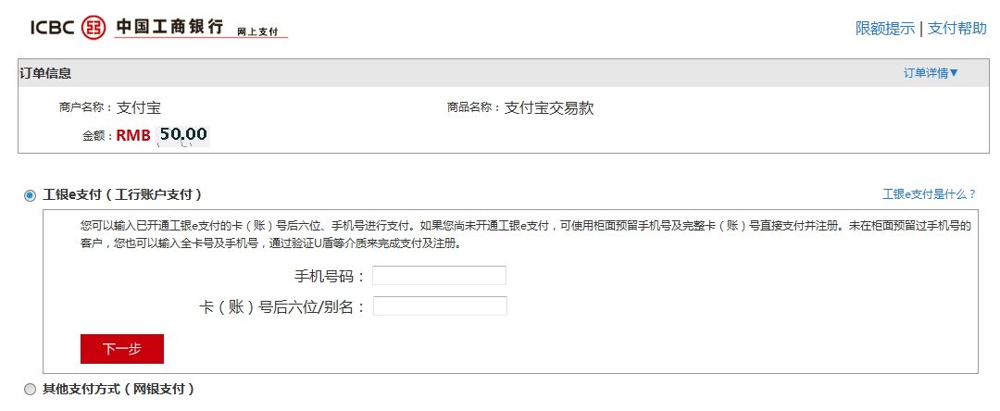 ICBC 中国工商银行 网上支付
限额提示 | 支付帮助
订单信息 订单详情▼
商户名称：支付宝 商品名称：支付宝交易款
金额：RMB 50.00
工银e支付（工行账户支付） 工银e支付是什么？
您可以输入已开通工银e支付的卡（账）号后六位、手机号进行支付。如果您尚未开通工银e支付，可使用柜面预留手机号及完整卡（账）号直接支付并注册。未在柜面预留过手机号的
客户，您也可以输入全卡号及手机号，通过验证U盾等介质来完成支付及注册。
手机号码：
卡（账）号后六位/别名：
下一步
其他支付方式（网银支付）